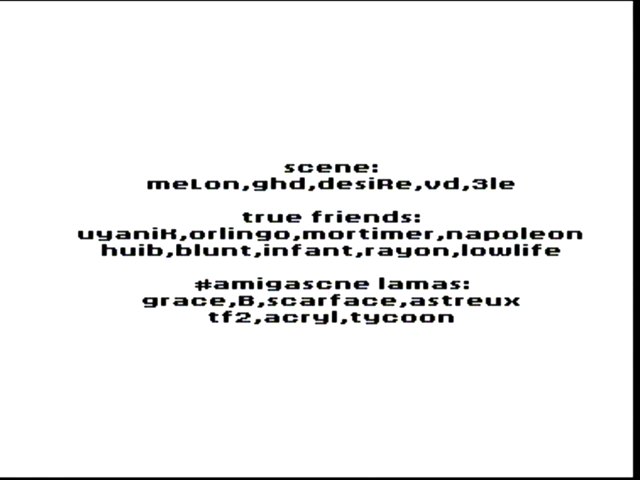 scene:
meLon,ghd,desiRe,vd,3le
true friends:
uyaniK,orlingo,mortimer,napoleon
huib,blunt,infant,rayon,lowlife
#amigascne lamas:
grace,B,scarface,astreux
tf2,acryl,tycoon